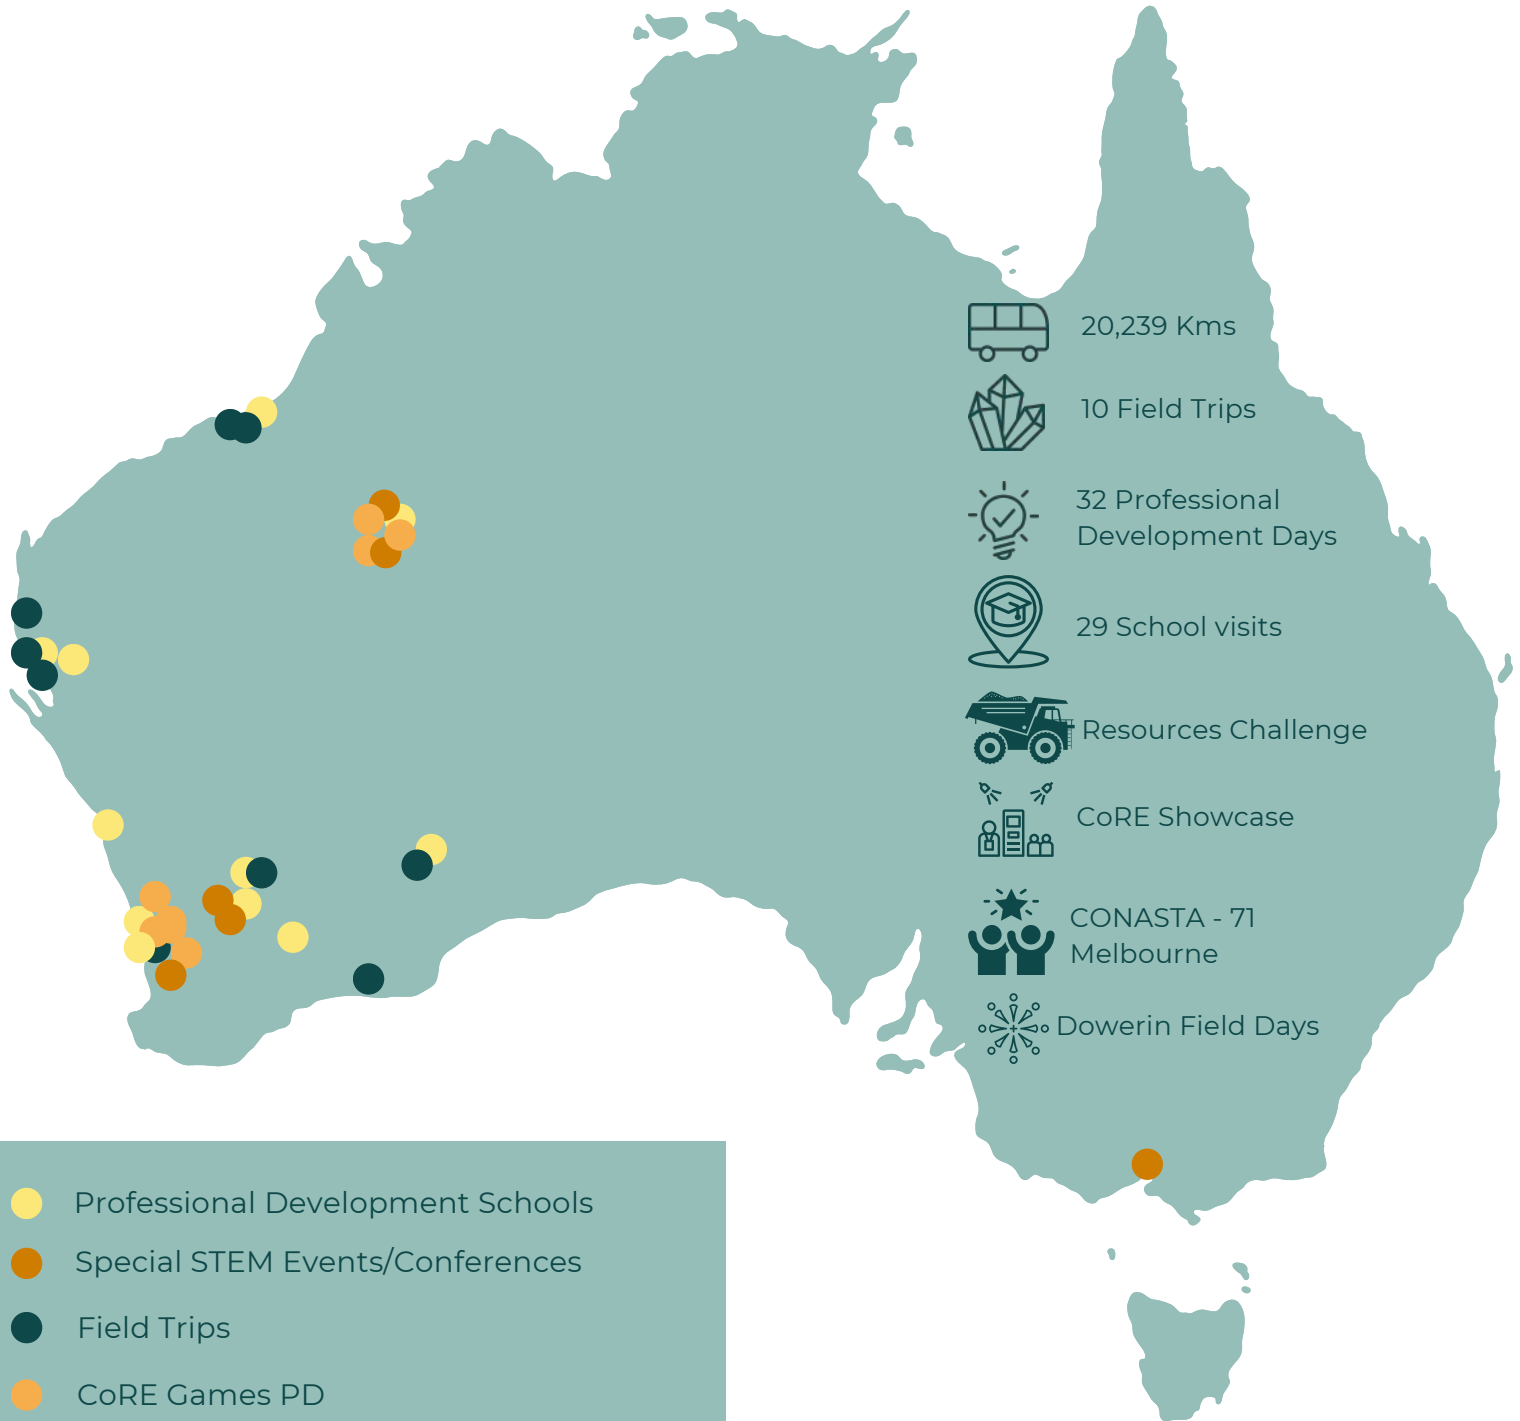 20,239 Kms
10 Field Trips
32 Professional
Development Days
29 School visits
Resources Challenge
CoRE Showcase
CONASTA - 71
Melbourne
Dowerin Field Days
Professional Development Schools
Special STEM Events/Conferences
Field Trips
CoRE Games PD